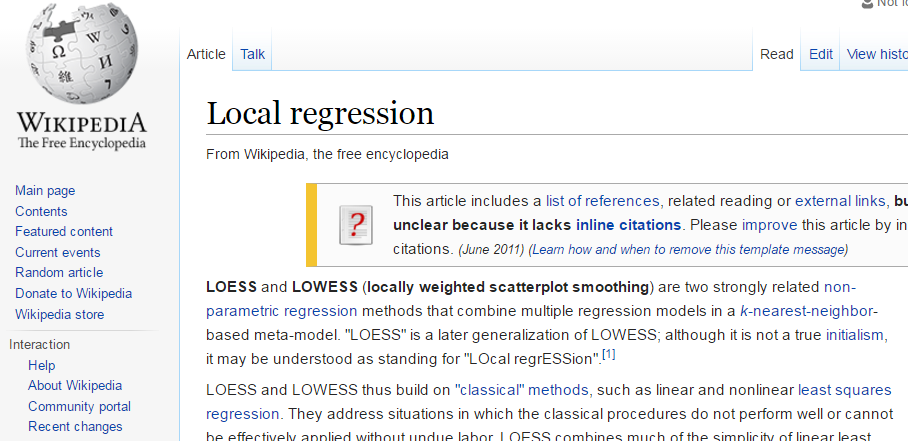 Not l
Article Talk Read Edit View histo
WIKIPEDIA
The Free Encyclopedia
Main page
Contents
Featured content
Current events
Random article
Donate to Wikipedia
Wikipedia store
Interaction
Help
About Wikipedia
Community portal
Recent changes
Local regression
From Wikipedia, the free encyclopedia
This article includes a list of references, related reading or external links, bu
unclear because it lacks inline citations. Please improve this article by in
citations. (June 2011) (Learn how and when to remove this template message)
LOESS and LOWESS (locally weighted scatterplot smoothing) are two strongly related non-
parametric regression methods that combine multiple regression models in a k-nearest-neighbor-
based meta-model. "LOESS" is a later generalization of LOWESS; although it is not a true initialism,
it may be understood as standing for "LOcal regrESSion".[1]
LOESS and LOWESS thus build on "classical" methods, such as linear and nonlinear least squares
regression. They address situations in which the classical procedures do not perform well or cannot
be effectively applied without undue labor. LOESS combines much of the simplicity of linear least